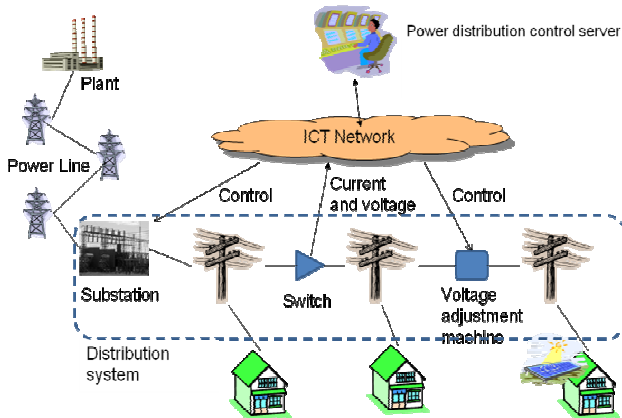 Power distribution control server
Plant
ICT Network
Power Line
Control
Current
and voltage
Control
Substation
Switch
Voltage
adjustment
machine
Distribution
system